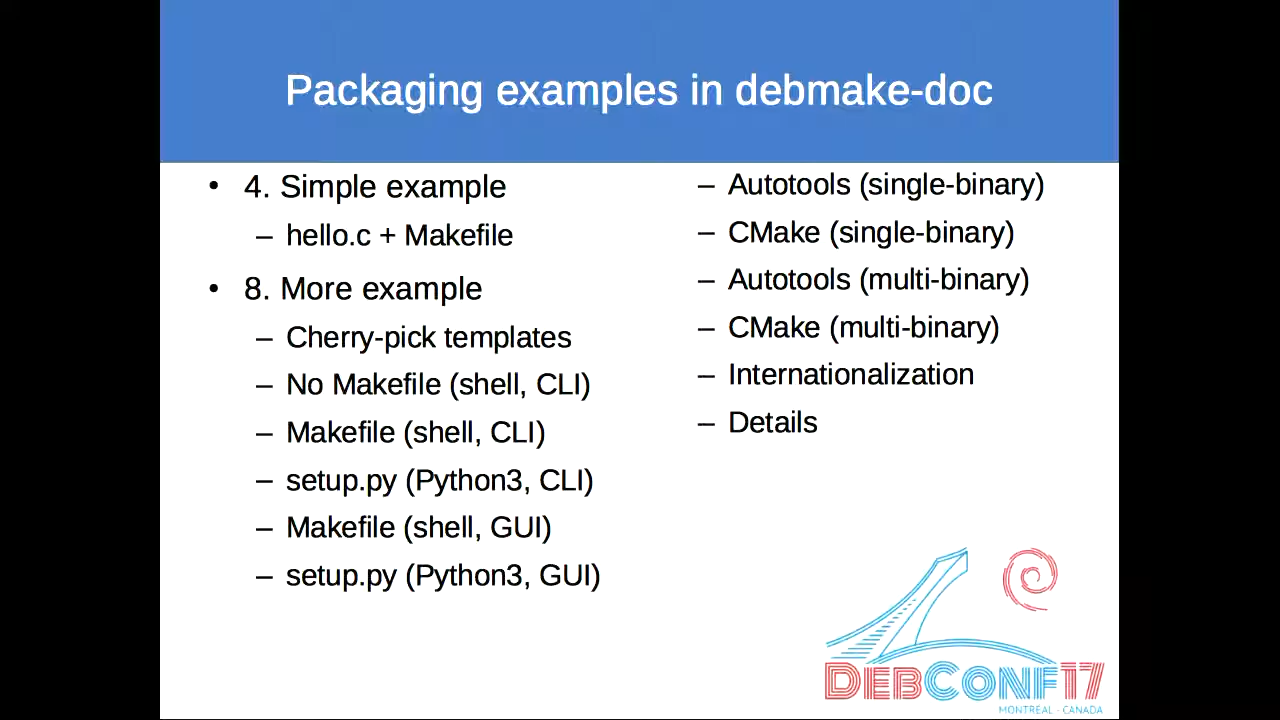 Packaging examples in debmake-doc
• 4. Simple example
– hello.c + Makefile
• 8. More example
– Cherry-pick templates
– No Makefile (shell, CLI)
– Makefile (shell, CLI)
– setup.py (Python3, CLI)
– Makefile (shell, GUI)
– setup.py (Python3, GUI)
– Autotools (single-binary)
– CMake (single-binary)
– Autotools (multi-binary)
– CMake (multi-binary)
– Internationalization
– Details
DEBCONF17
MONTREAL · CANADA